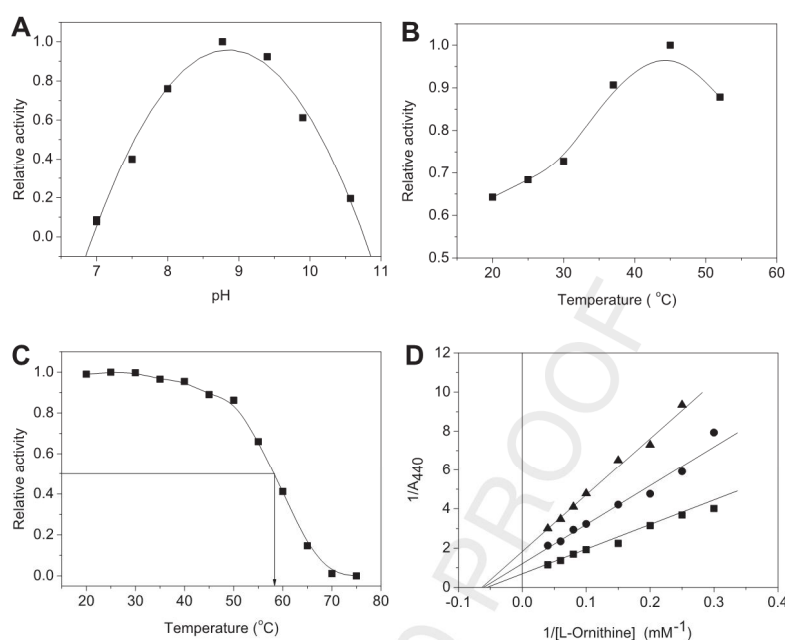 A
Relative activity
1.0
0.8
0.6
0.4
0.2
0.0
7 8 9 10 11
pH
B
Relative activity
1.1
1.0
0.9
0.8
0.7
0.6
0.5
20 30 40 50 60
Temperature ( °C)
C
Relative activity
1.0
0.8
0.6
0.4
0.2
0.0
20 30 40 50 60 70 80
Temperature (°C)
D
1/A440
12
10
8
6
4
2
0
-0.1 0.0 0.1 0.2 0.3 0.4
1/[L-Ornithine] (mM⁻¹)
PROOF